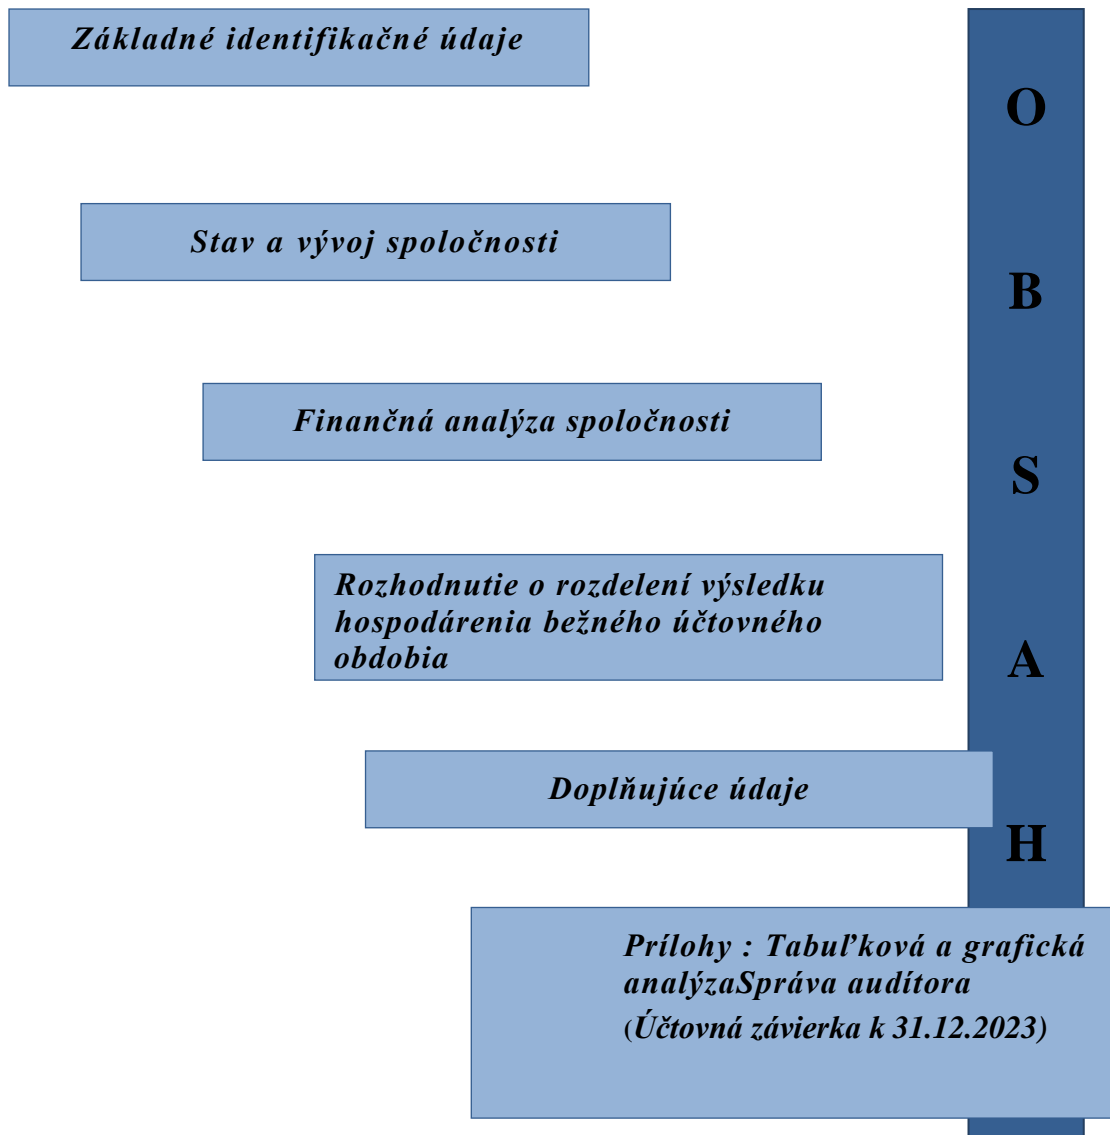 Základné identifikačné údaje
O
Stav a vývoj spoločnosti
B
Finančná analýza spoločnosti
S
Rozhodnutie o rozdelení výsledku
hospodárenia bežného účtovného
obdobia
A
Doplňujúce údaje
H
Prílohy : Tabuľková a grafická
analýzaSpráva audítora
(Účtovná závierka k 31.12.2023)